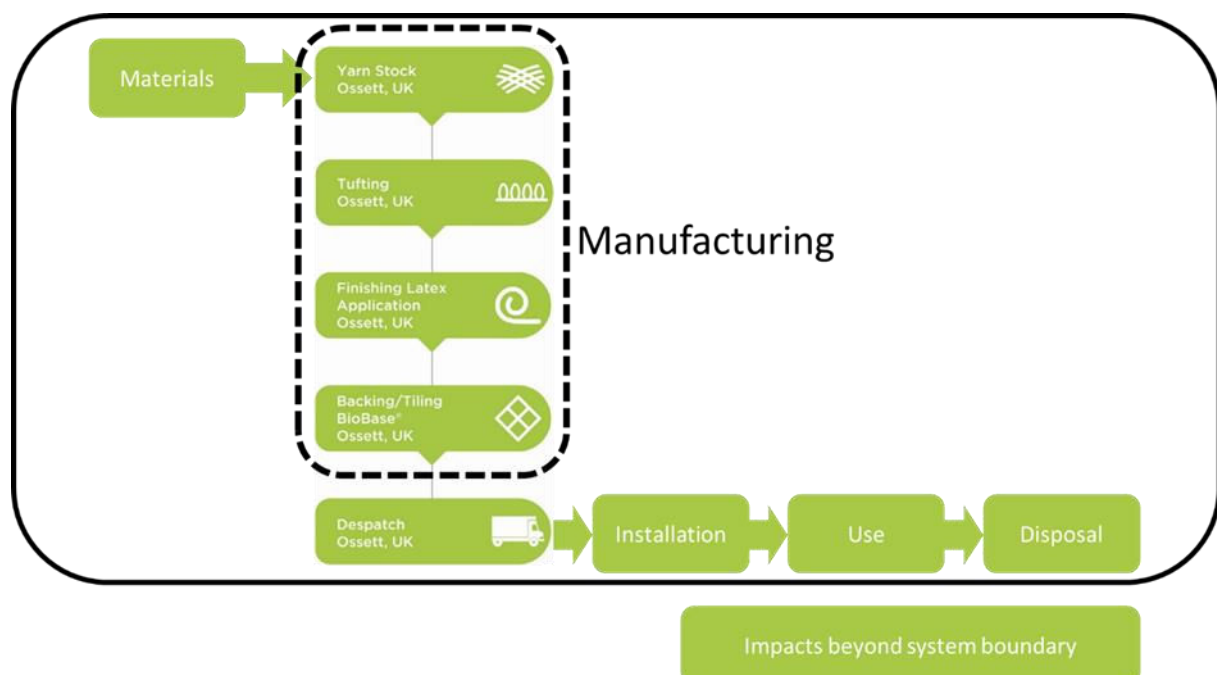 Materials
Yarn Stock
Ossett, UK
Tufting
Ossett, UK
Manufacturing
Finishing Latex
Application
Ossett, UK
Backing/Tiling
BioBase®
Ossett, UK
Despatch
Ossett, UK
Installation
Use
Disposal
Impacts beyond system boundary